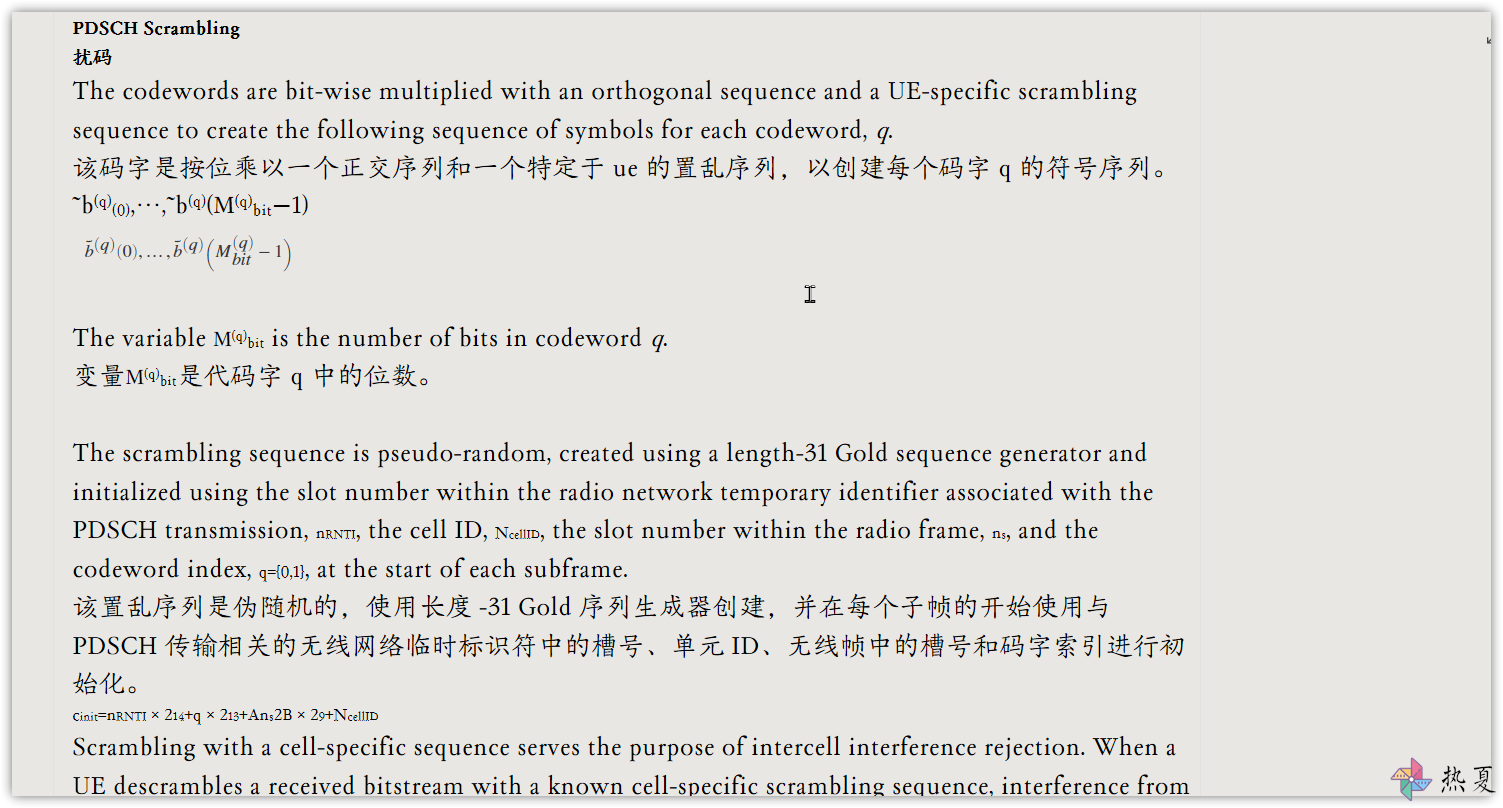 PDSCH Scrambling
扰码
The codewords are bit-wise multiplied with an orthogonal sequence and a UE-specific scrambling
sequence to create the following sequence of symbols for each codeword, q.
该码字是按位乘以一个正交序列和一个特定于 ue 的置乱序列，以创建每个码字 q 的符号序列。
~b(q)(0),⋯,~b(q)(M(q)bit−1)
b̃(q)(0),…,b̃(q)(M(q)bit − 1)
The variable M(q)bit is the number of bits in codeword q.
变量M(q)bit是代码字 q 中的位数。
The scrambling sequence is pseudo-random, created using a length-31 Gold sequence generator and
initialized using the slot number within the radio network temporary identifier associated with the
PDSCH transmission, nRNTI, the cell ID, NcellID, the slot number within the radio frame, ns, and the
codeword index, q={0,1}, at the start of each subframe.
该置乱序列是伪随机的，使用长度 -31 Gold 序列生成器创建，并在每个子帧的开始使用与
PDSCH 传输相关的无线网络临时标识符中的槽号、单元 ID、无线帧中的槽号和码字索引进行初
始化。
cinit=nRNTI × 214+q × 213+Ans2B × 29+NcellID
Scrambling with a cell-specific sequence serves the purpose of intercell interference rejection. When a
UE descrambles a received bitstream with a known cell-specific scrambling sequence, interference from
热夏